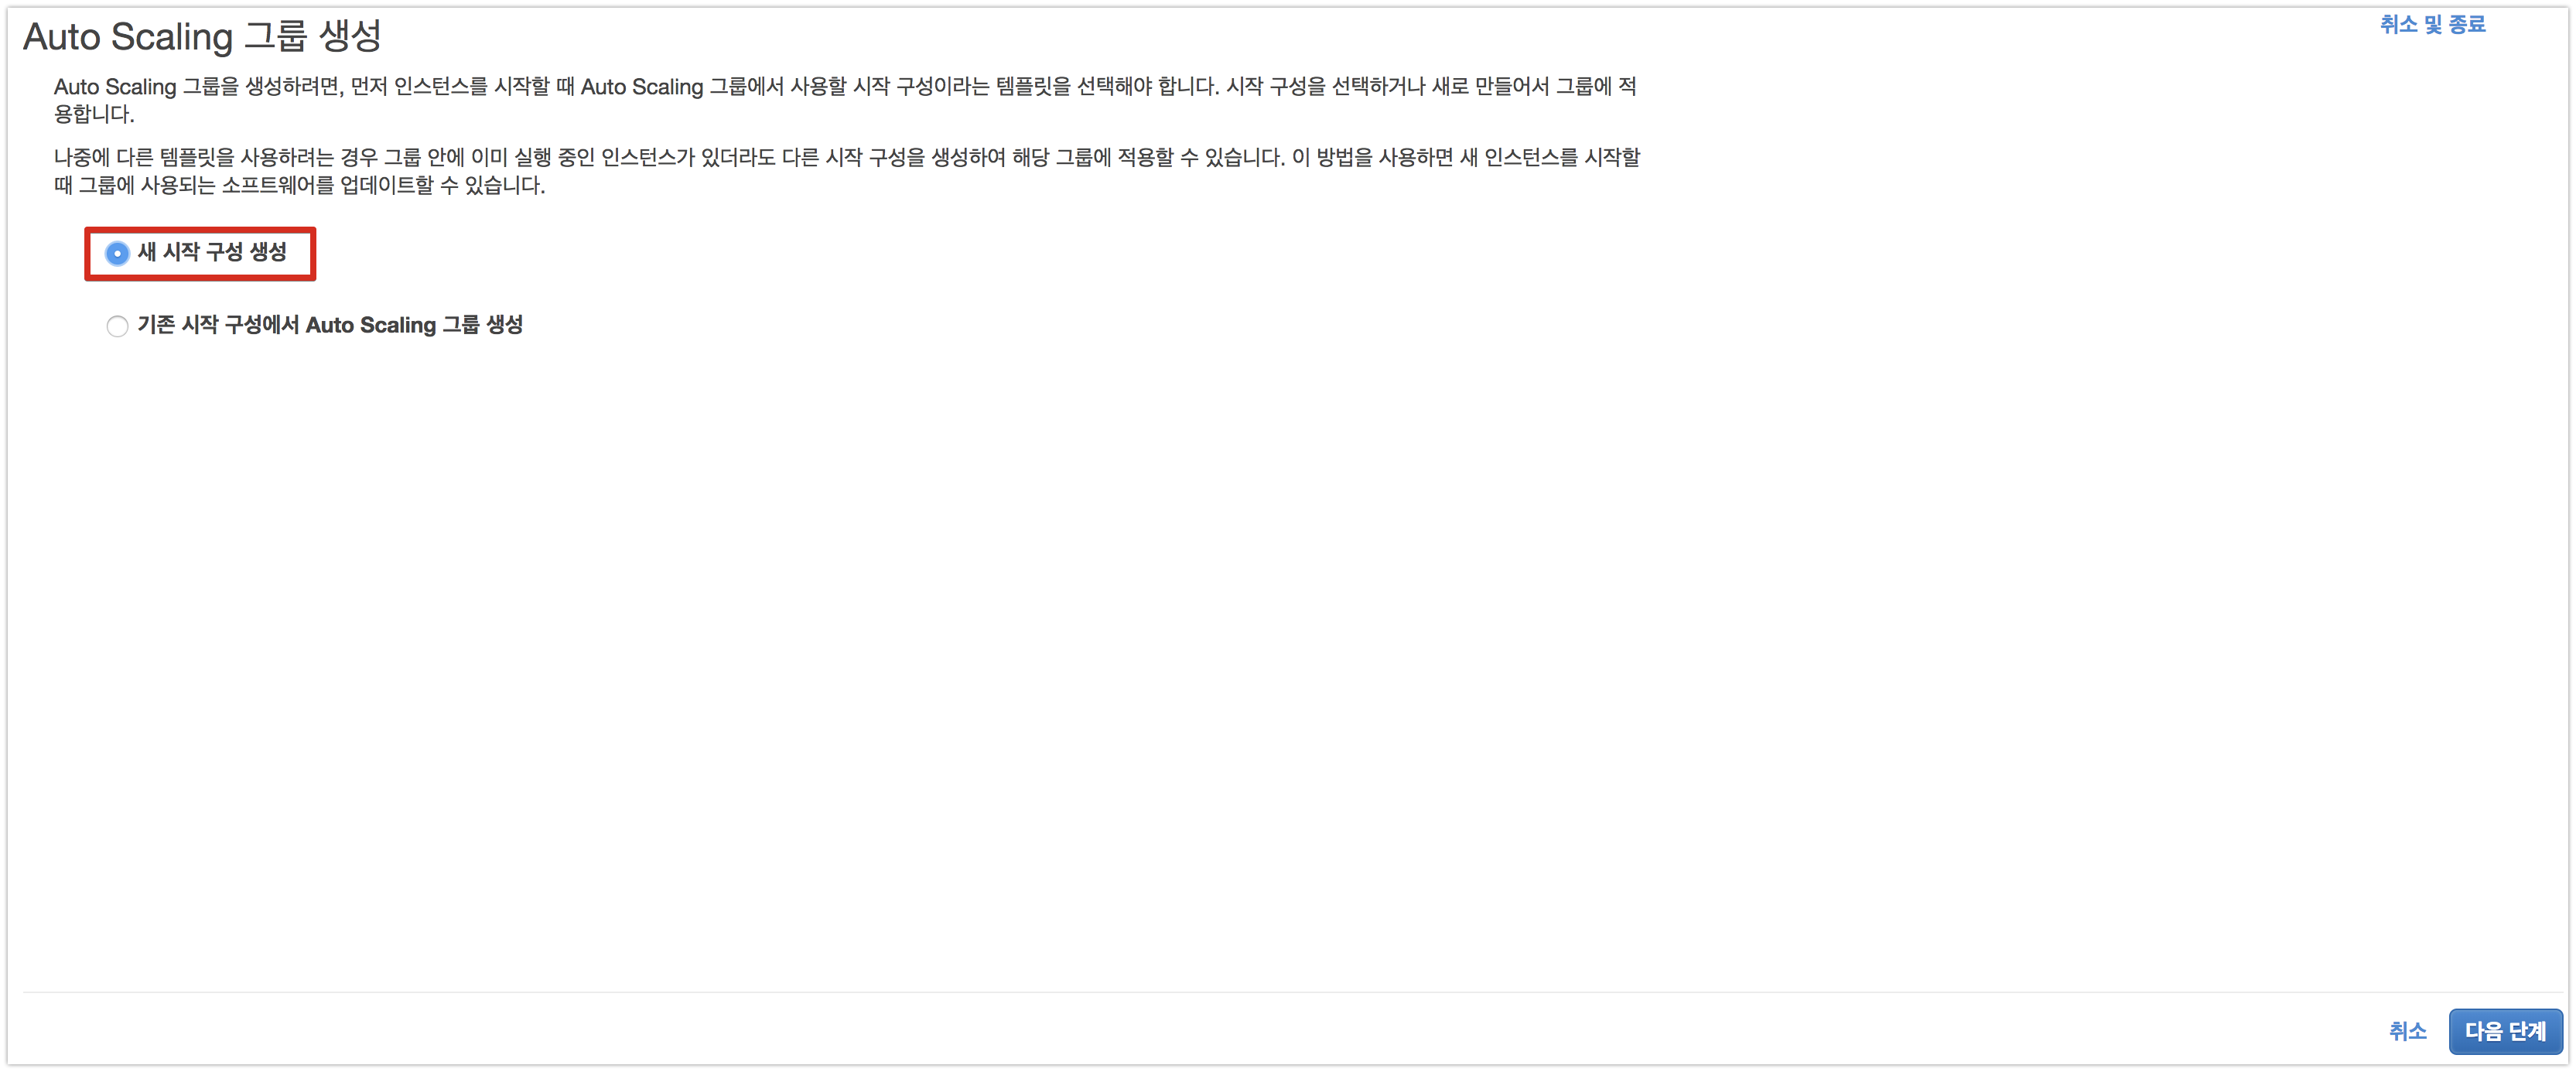 Auto Scaling 그룹 생성
취소 및 종료
Auto Scaling 그룹을 생성하려면, 먼저 인스턴스를 시작할 때 Auto Scaling 그룹에서 사용할 시작 구성이라는 템플릿을 선택해야 합니다. 시작 구성을 선택하거나 새로 만들어서 그룹에 적
용합니다.
나중에 다른 템플릿을 사용하려는 경우 그룹 안에 이미 실행 중인 인스턴스가 있더라도 다른 시작 구성을 생성하여 해당 그룹에 적용할 수 있습니다. 이 방법을 사용하면 새 인스턴스를 시작할
때 그룹에 사용되는 소프트웨어를 업데이트할 수 있습니다.
새 시작 구성 생성
기존 시작 구성에서 Auto Scaling 그룹 생성
취소
다음 단계